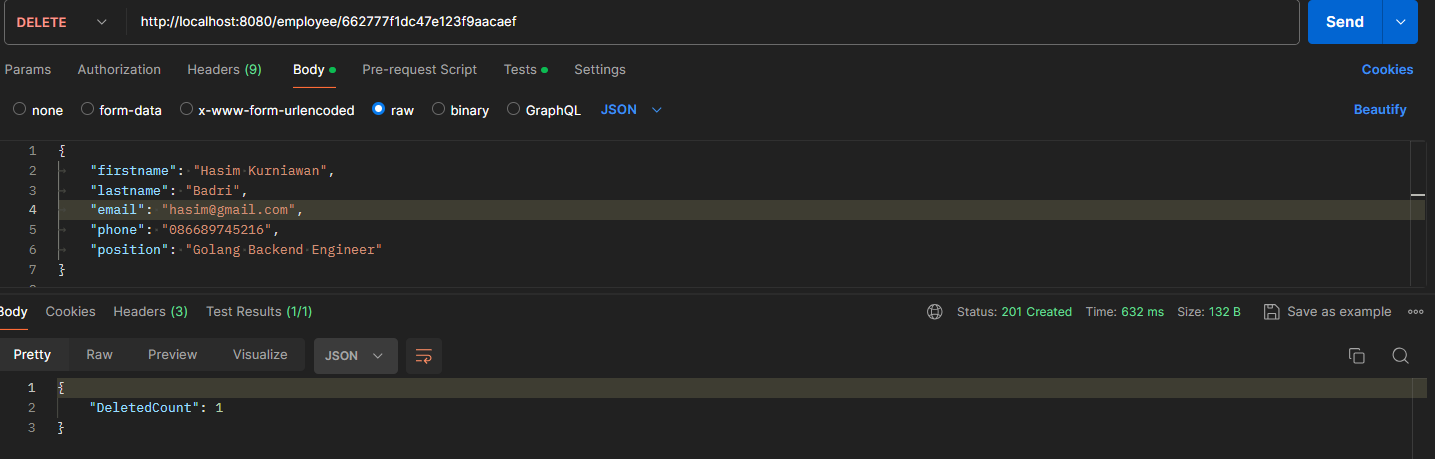 DELETE http://localhost:8080/employee/662777f1dc47e123f9aacaef Send
Params Authorization Headers (9) Body Pre-request Script Tests Settings Cookies
none form-data x-www-form-urlencoded raw binary GraphQL JSON Beautify
1 {
2 "firstname": "Hasim Kurniawan",
3 "lastname": "Badri",
4 "email": "hasim@gmail.com",
5 "phone": "086689745216",
6 "position": "Golang Backend Engineer"
7 }
Body Cookies Headers (3) Test Results (1/1) Status: 201 Created Time: 632 ms Size: 132 B Save as example
Pretty Raw Preview Visualize JSON
1 {
2 "DeletedCount": 1
3 }